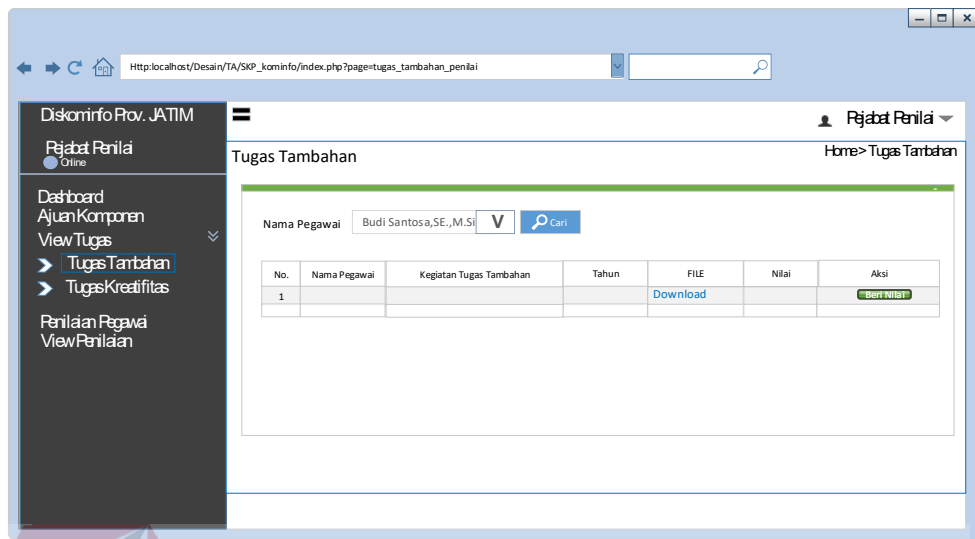 Http:localhost/Desain/TA/SKP_kominfo/index.php?page=tugas_tambahan_penilai
Diskominfo Prov. JATIM
Pejabat Penilai
Online
Dashboard
Ajuan Komponen
View Tugas
Tugas Tambahan
Tugas Kreatifitas
Penilaian Pegawai
View Penilaian
Pejabat Penilai
Tugas Tambahan
Home > Tugas Tambahan
Nama Pegawai Budi Santosa,SE.,M.Si V Cari
No. Nama Pegawai Kegiatan Tugas Tambahan Tahun FILE Nilai Aksi
1 Download Beri Nilai